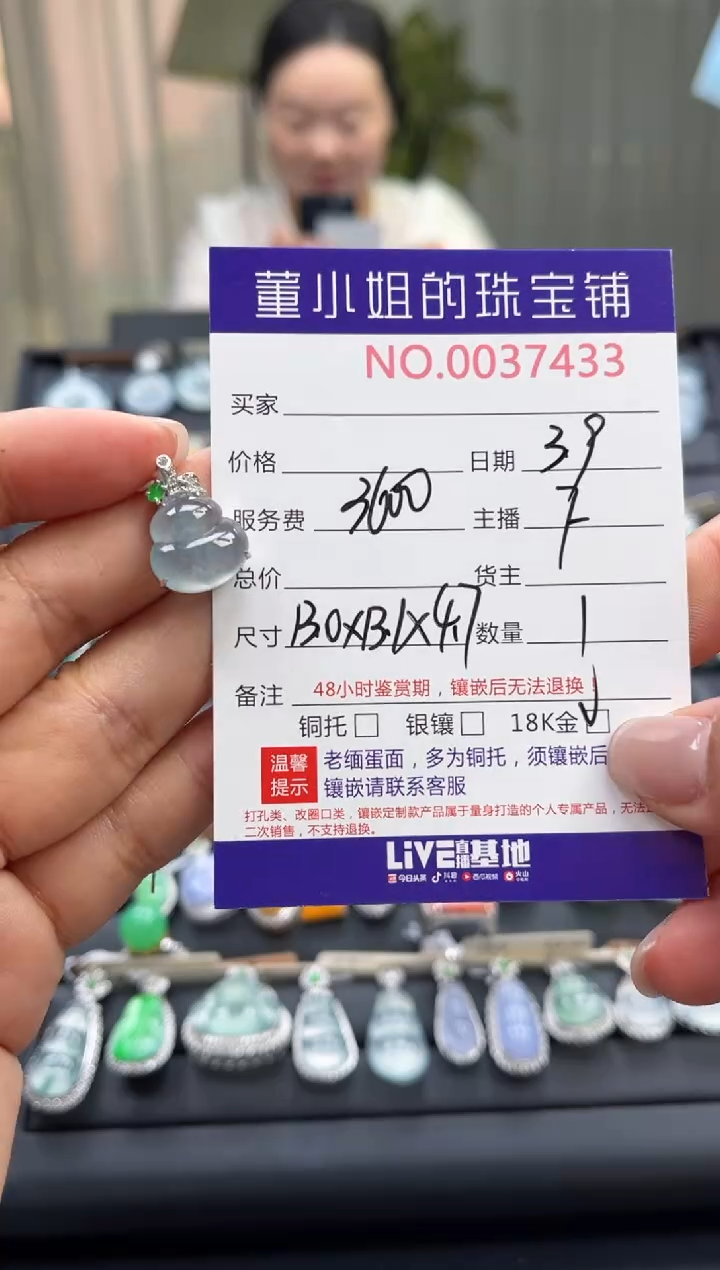 董小姐的珠宝铺
NO.0037433
买家
价格 日期 3.9
服务费 3600 主播
总价 货主
尺寸 13.0X13.1X4.7 数量 1
备注 48小时鉴赏期，镶嵌后无法退换！
铜托 □ 银镶 □ 18K金 □
温馨提示 老缅蛋面，多为铜托，须镶嵌后
镶嵌请联系客服
打孔类、改圈口类，镶嵌定制款产品属于量身打造的个人专属产品，无法
二次销售，不支持退换。
LIVE直播基地
今日头条 抖音 西瓜视频 火山